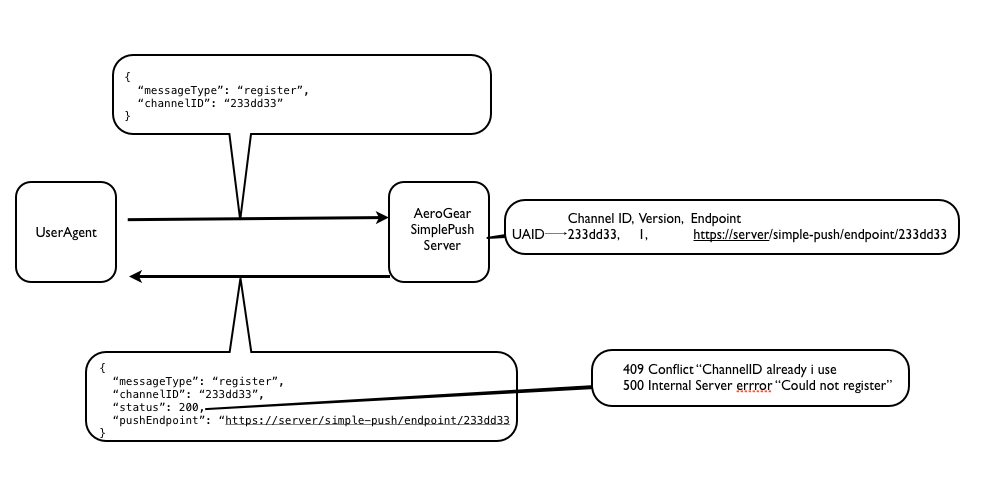 {
“messageType”: “register”,
“channelID”: “233dd33”
}
UserAgent
AeroGear
SimplePush
Server
Channel ID, Version, Endpoint
UAID→233dd33, 1, https://server/simple-push/endpoint/233dd33
{
“messageType”: “register”,
“channelID”: “233dd33”,
“status”: 200,
“pushEndpoint”: “https://server/simple-push/endpoint/233dd33
}
409 Conflict “ChannelID already i use
500 Internal Server errror “Could not register”